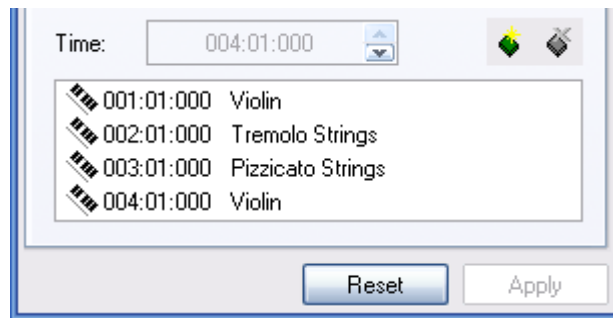 Time: 004:01:000
001:01:000 Violin
002:01:000 Tremolo Strings
003:01:000 Pizzicato Strings
004:01:000 Violin
Reset Apply